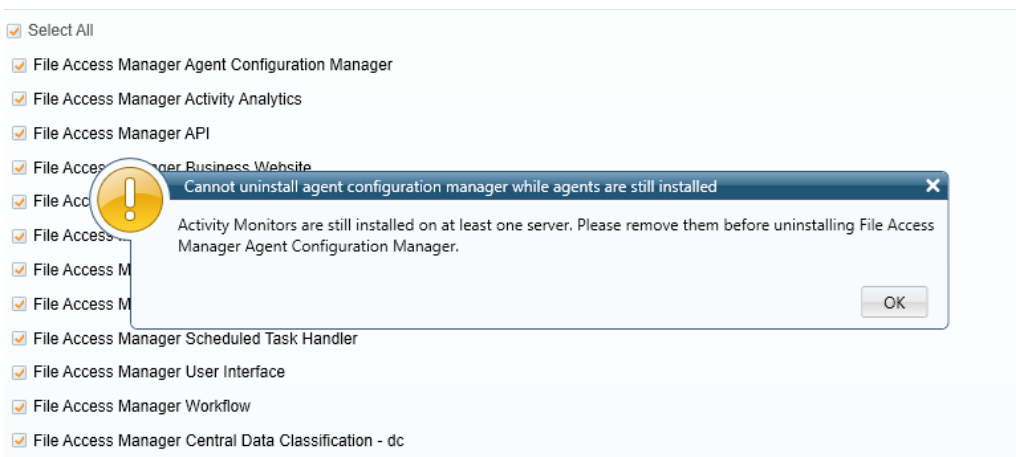 Select All
File Access Manager Agent Configuration Manager
File Access Manager Activity Analytics
File Access Manager API
File Acces ger Business Website
Cannot uninstall agent configuration manager while agents are still installed
File Acc
Activity Monitors are still installed on at least one server. Please remove them before uninstalling File Access
Manager Agent Configuration Manager.
File Access
File Access M
File Access M
OK
File Access Manager Scheduled Task Handler
File Access Manager User Interface
File Access Manager Workflow
File Access Manager Central Data Classification - dc